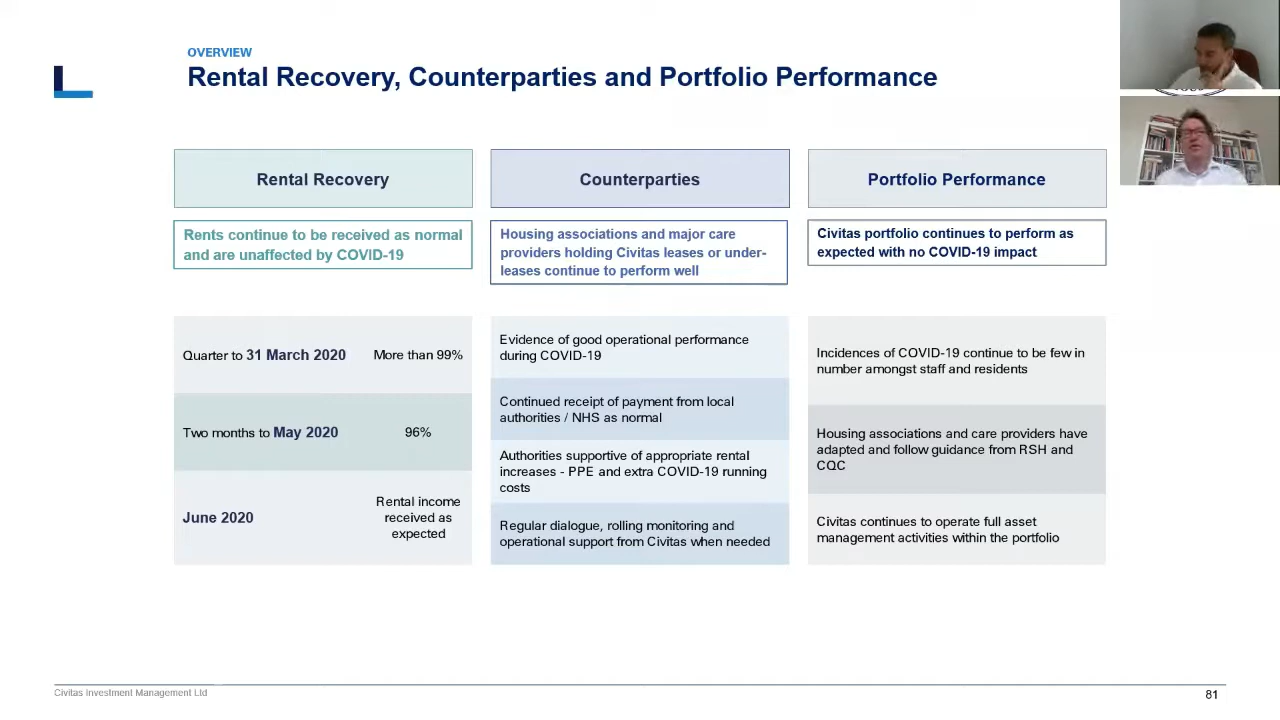 OVERVIEW
Rental Recovery, Counterparties and Portfolio Performance
Rental Recovery
Rents continue to be received as normal
and are unaffected by COVID-19
Quarter to 31 March 2020 More than 99%
Two months to May 2020 96%
June 2020
Rental income
received as
expected
Counterparties
Housing associations and major care
providers holding Civitas leases or under-
leases continue to perform well
Evidence of good operational performance
during COVID-19
Continued receipt of payment from local
authorities / NHS as normal
Authorities supportive of appropriate rental
increases - PPE and extra COVID-19 running
costs
Regular dialogue, rolling monitoring and
operational support from Civitas when needed
Portfolio Performance
Civitas portfolio continues to perform as
expected with no COVID-19 impact
Incidences of COVID-19 continue to be few in
number amongst staff and residents
Housing associations and care providers have
adapted and follow guidance from RSH and
CQC
Civitas continues to operate full asset
management activities within the portfolio
Civitas Investment Management Ltd
81